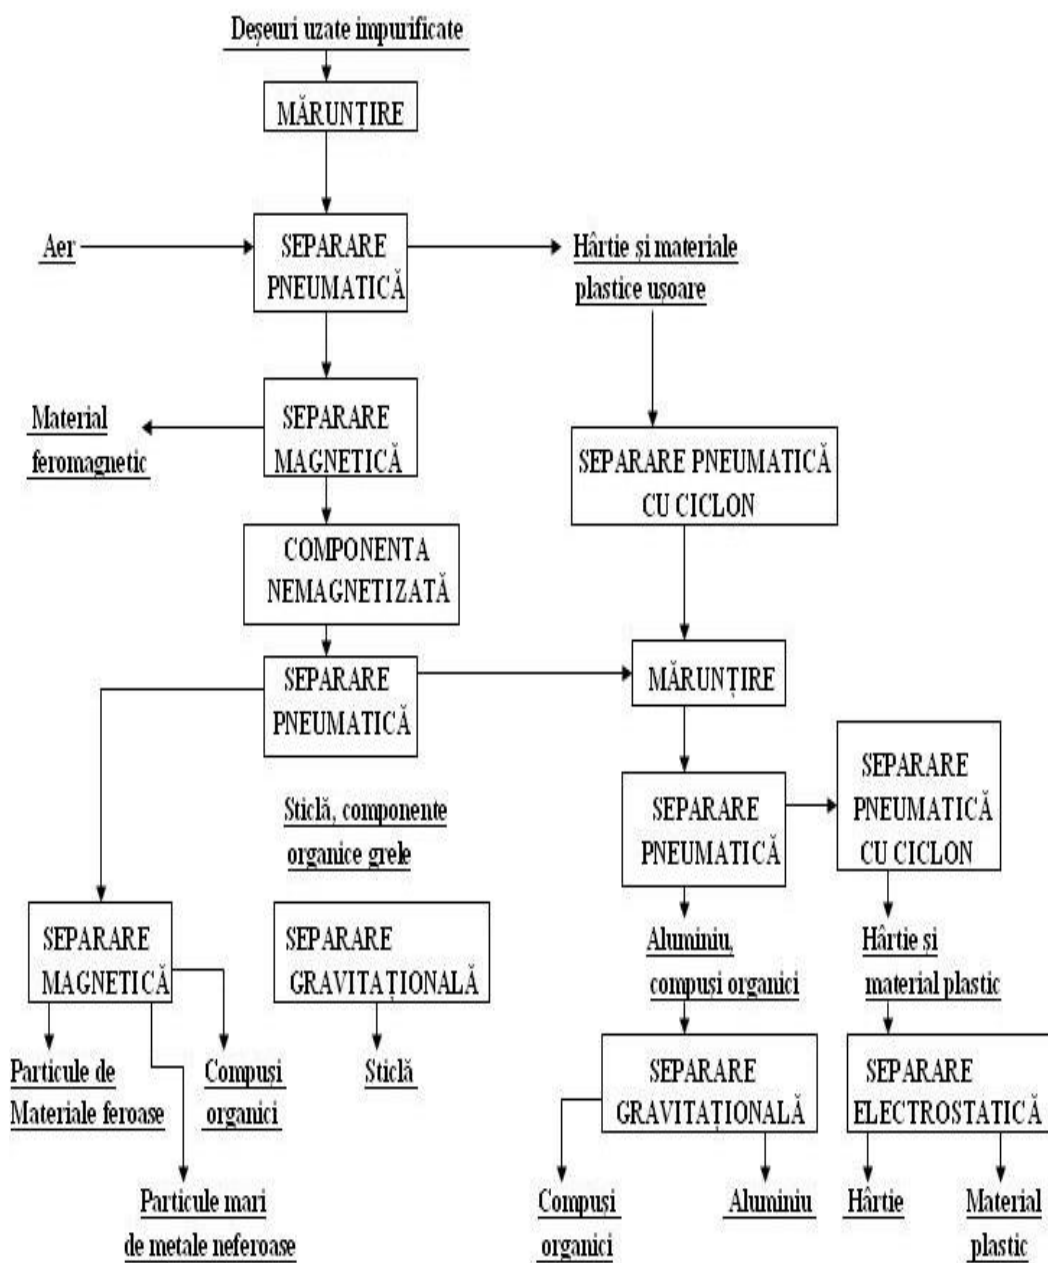 Deșeuri uzate impurificate
MĂRUNȚIRE
Aer
SEPARARE
PNEUMATICĂ
Hârtie și materiale
plastice ușoare
Material
feromagnetic
SEPARARE
MAGNETICĂ
SEPARARE PNEUMATICĂ
CU CICLON
COMPONENTA
NEMAGNETIZATĂ
SEPARARE
PNEUMATICĂ
MĂRUNȚIRE
SEPARARE
PNEUMATICĂ
SEPARARE
PNEUMATICĂ
CU CICLON
Sticlă, componente
organice grele
SEPARARE
MAGNETICĂ
SEPARARE
GRAVITAȚIONALĂ
Aluminiu,
compuși organici
Hârtie și
material plastic
Particule de
Materiale feroase
Compuși
organici
Sticlă
SEPARARE
GRAVITAȚIONALĂ
SEPARARE
ELECTROSTATICĂ
Particule mari
de metale neferoase
Compuși
organici
Aluminiu
Hârtie
Material
plastic